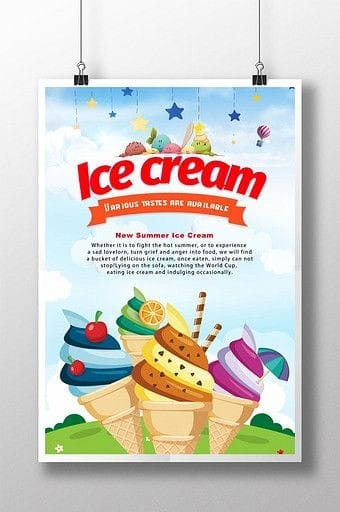 Ice cream
VARIOUS TASTES ARE AVAILABLE
New Summer Ice Cream
Whether it is to fight the hot summer, or to experience
a sad lovelorn, turn grief and anger into food, we will find
a bucket of delicious ice cream, once eaten, simply can not
stop!Lying on the sofa, watching the World Cup,
eating ice cream and indulging occasionally.